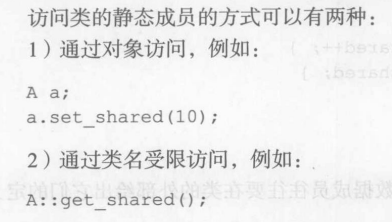 访问类的静态成员的方式可以有两种：
1）通过对象访问，例如：
A a;
a.set_shared(10);
2）通过类名受限访问，例如：
A::get_shared();